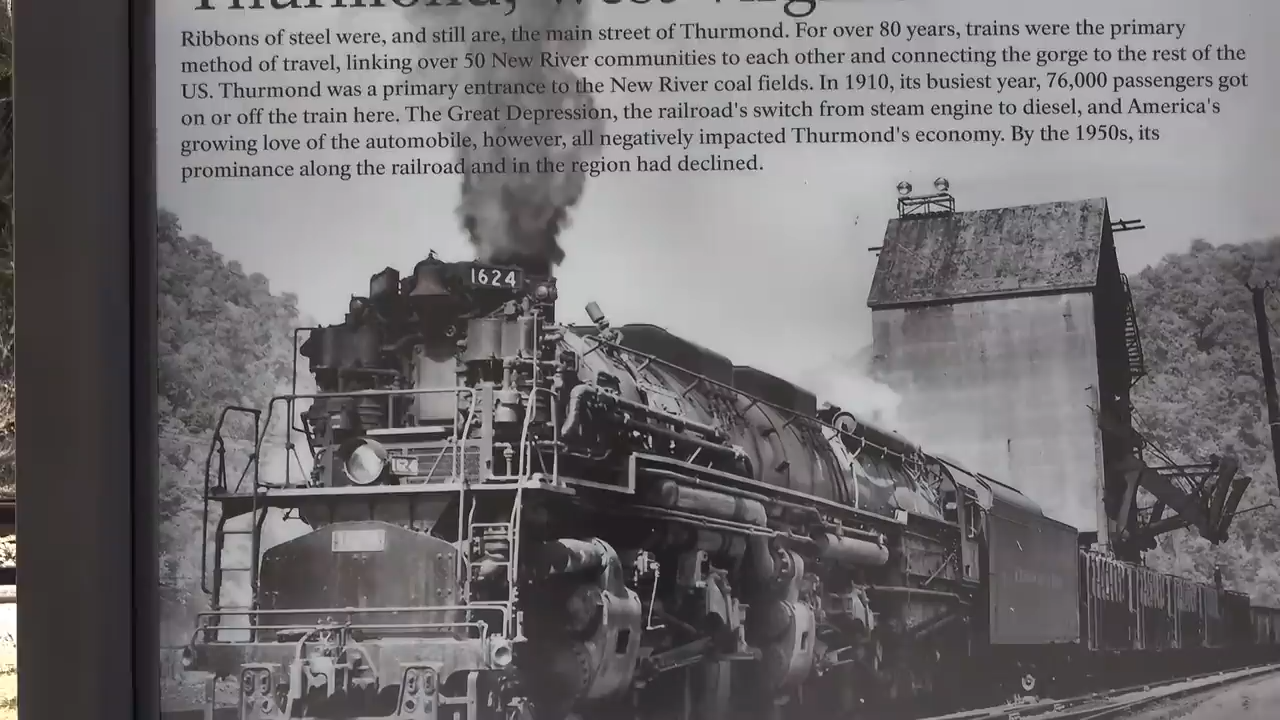 Thurmond, West Virginia
Ribbons of steel were, and still are, the main street of Thurmond. For over 80 years, trains were the primary
method of travel, linking over 50 New River communities to each other and connecting the gorge to the rest of the
US. Thurmond was a primary entrance to the New River coal fields. In 1910, its busiest year, 76,000 passengers got
on or off the train here. The Great Depression, the railroad's switch from steam engine to diesel, and America's
growing love of the automobile, however, all negatively impacted Thurmond's economy. By the 1950s, its
prominance along the railroad and in the region had declined.
1624